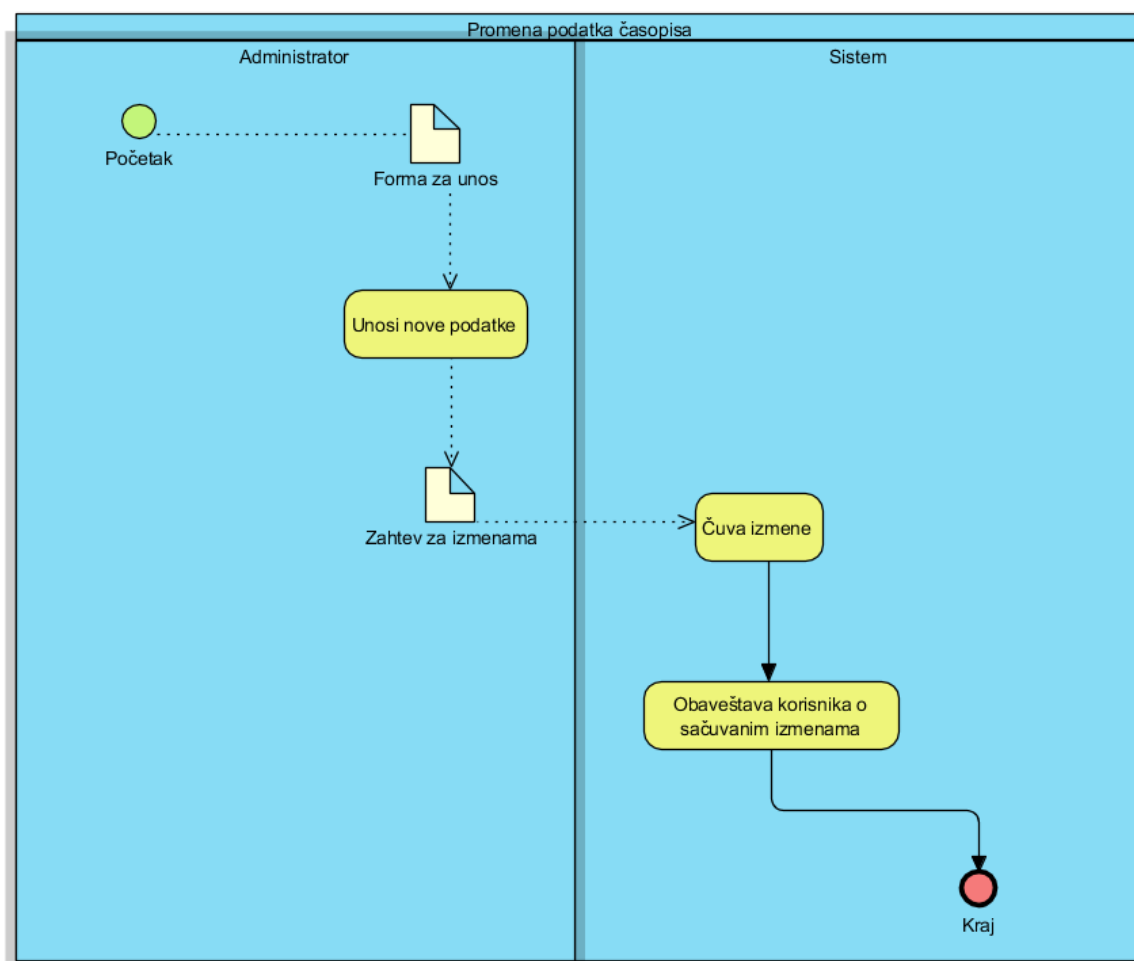 Promena podatka časopisa
Administrator
Sistem
Početak
Forma za unos
Unosi nove podatke
Zahtev za izmenama
Čuva izmene
Obaveštava korisnika o
sačuvanim izmenama
Kraj